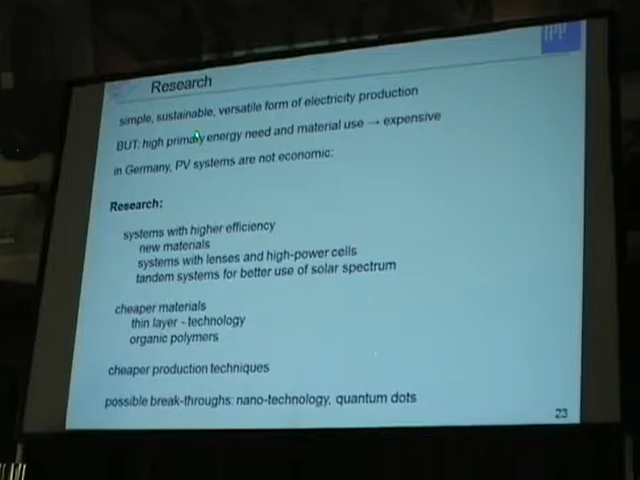 IPP
Research
simple, sustainable, versatile form of electricity production
BUT: high primary energy need and material use → expensive
in Germany, PV systems are not economic:
Research:
systems with higher efficiency
new materials
systems with lenses and high-power cells
tandem systems for better use of solar spectrum
cheaper materials
thin layer - technology
organic polymers
cheaper production techniques
possible break-throughs: nano-technology, quantum dots
23